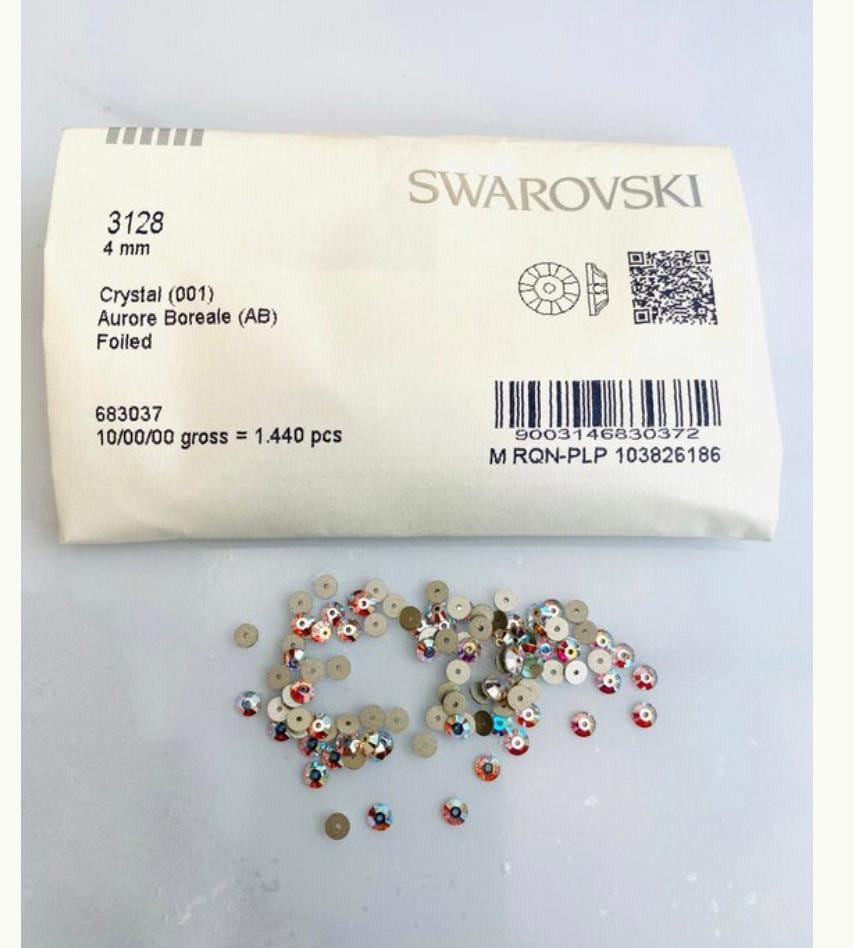 SWAROVSKI
3128
4 mm
Crystal (001)
Aurore Boreale (AB)
Foiled
683037
10/00/00 gross = 1.440 pcs
9003146830372
M RQN-PLP 103826186